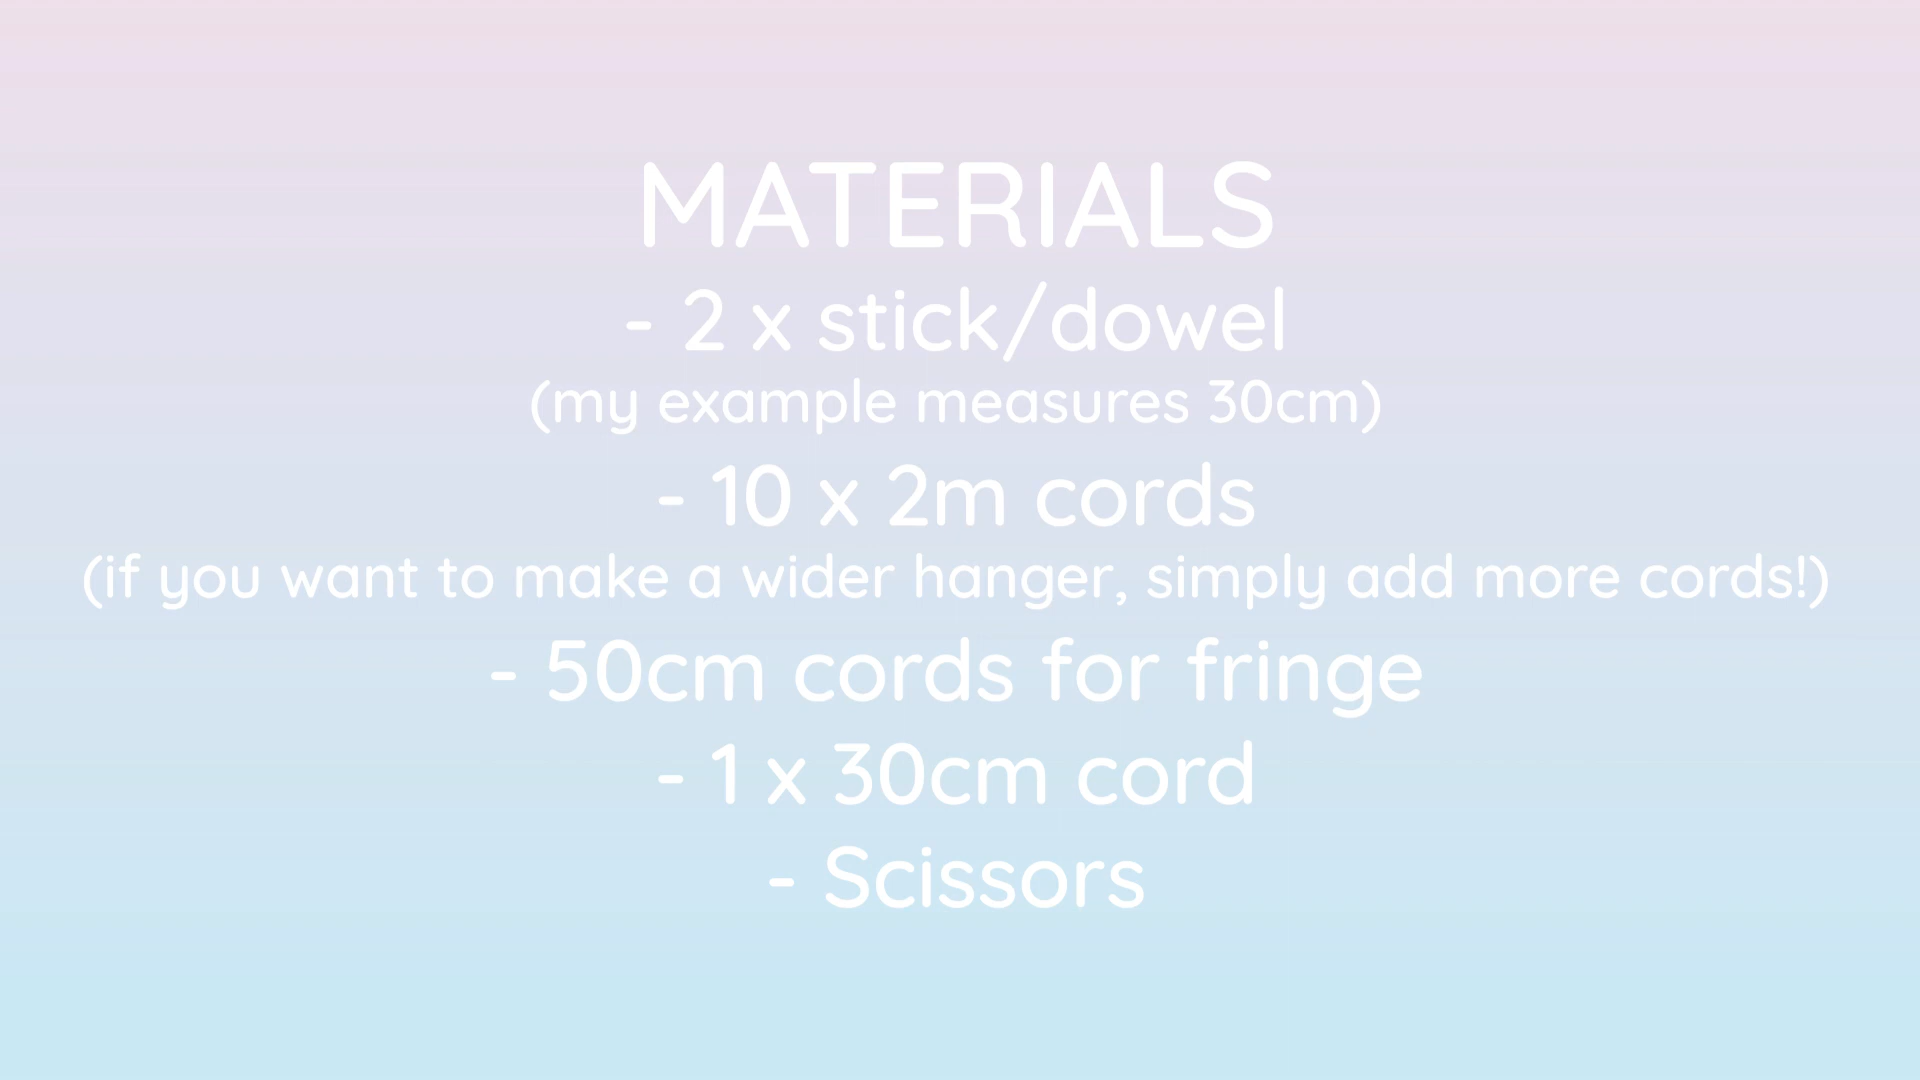 MATERIALS
- 2 x stick/dowel
(my example measures 30cm)
- 10 x 2m cords
(if you want to make a wider hanger, simply add more cords!)
- 50cm cords for fringe
- 1 x 30cm cord
- Scissors